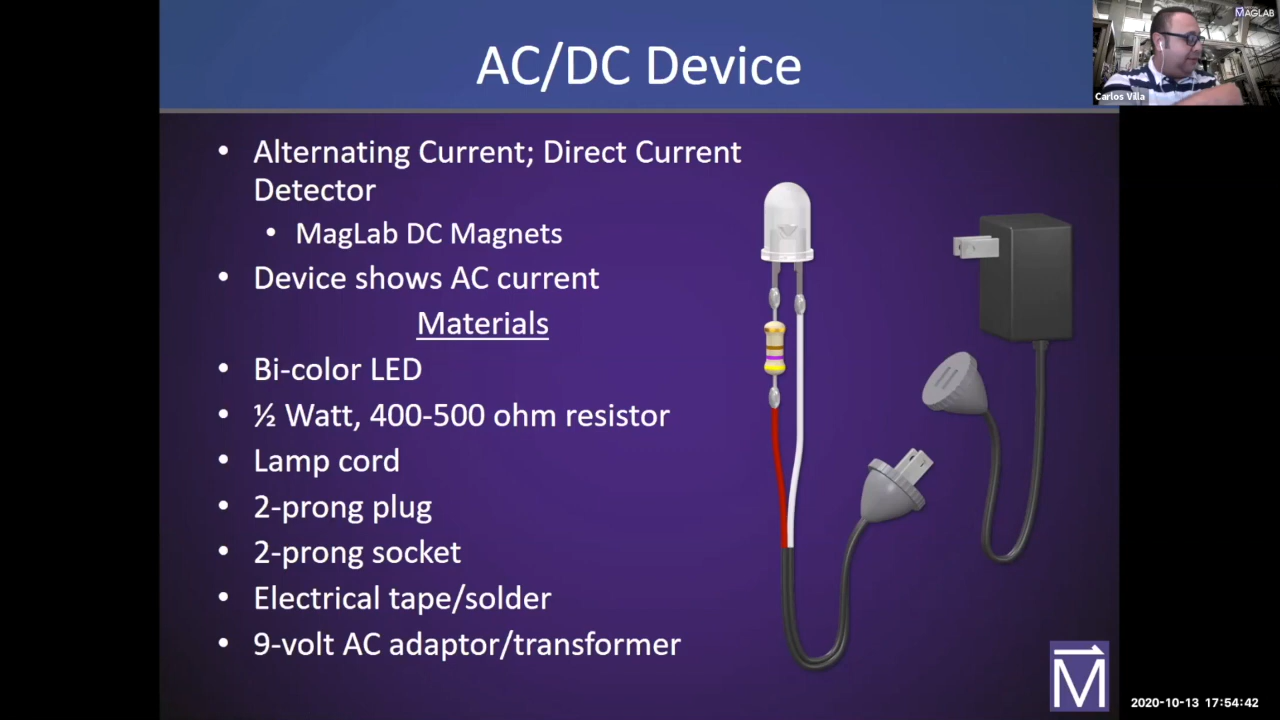 AC/DC Device
MAGLAB
Carlos Villa
• Alternating Current; Direct Current
Detector
• MagLab DC Magnets
• Device shows AC current
Materials
• Bi-color LED
• ½ Watt, 400-500 ohm resistor
• Lamp cord
• 2-prong plug
• 2-prong socket
• Electrical tape/solder
• 9-volt AC adaptor/transformer
M
2020-10-13 17:54:42